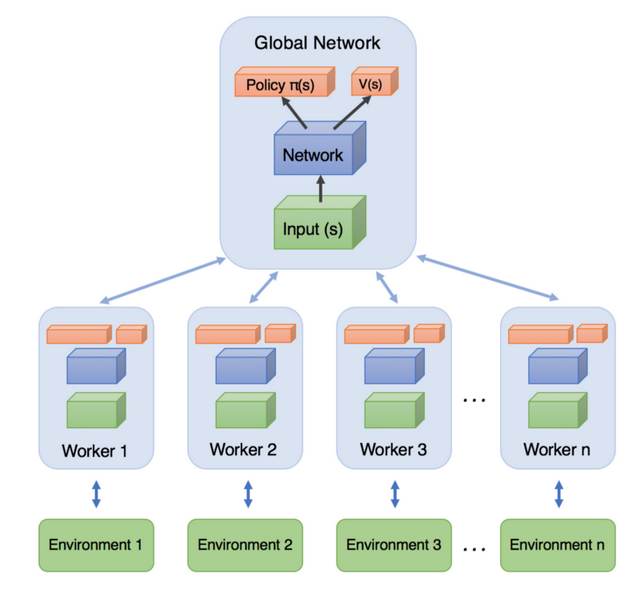 Global Network
Policy π(s)
V(s)
Network
Input (s)
...
Worker 1
Worker 2
Worker 3
Worker n
Environment 1
Environment 2
Environment 3
...
Environment n